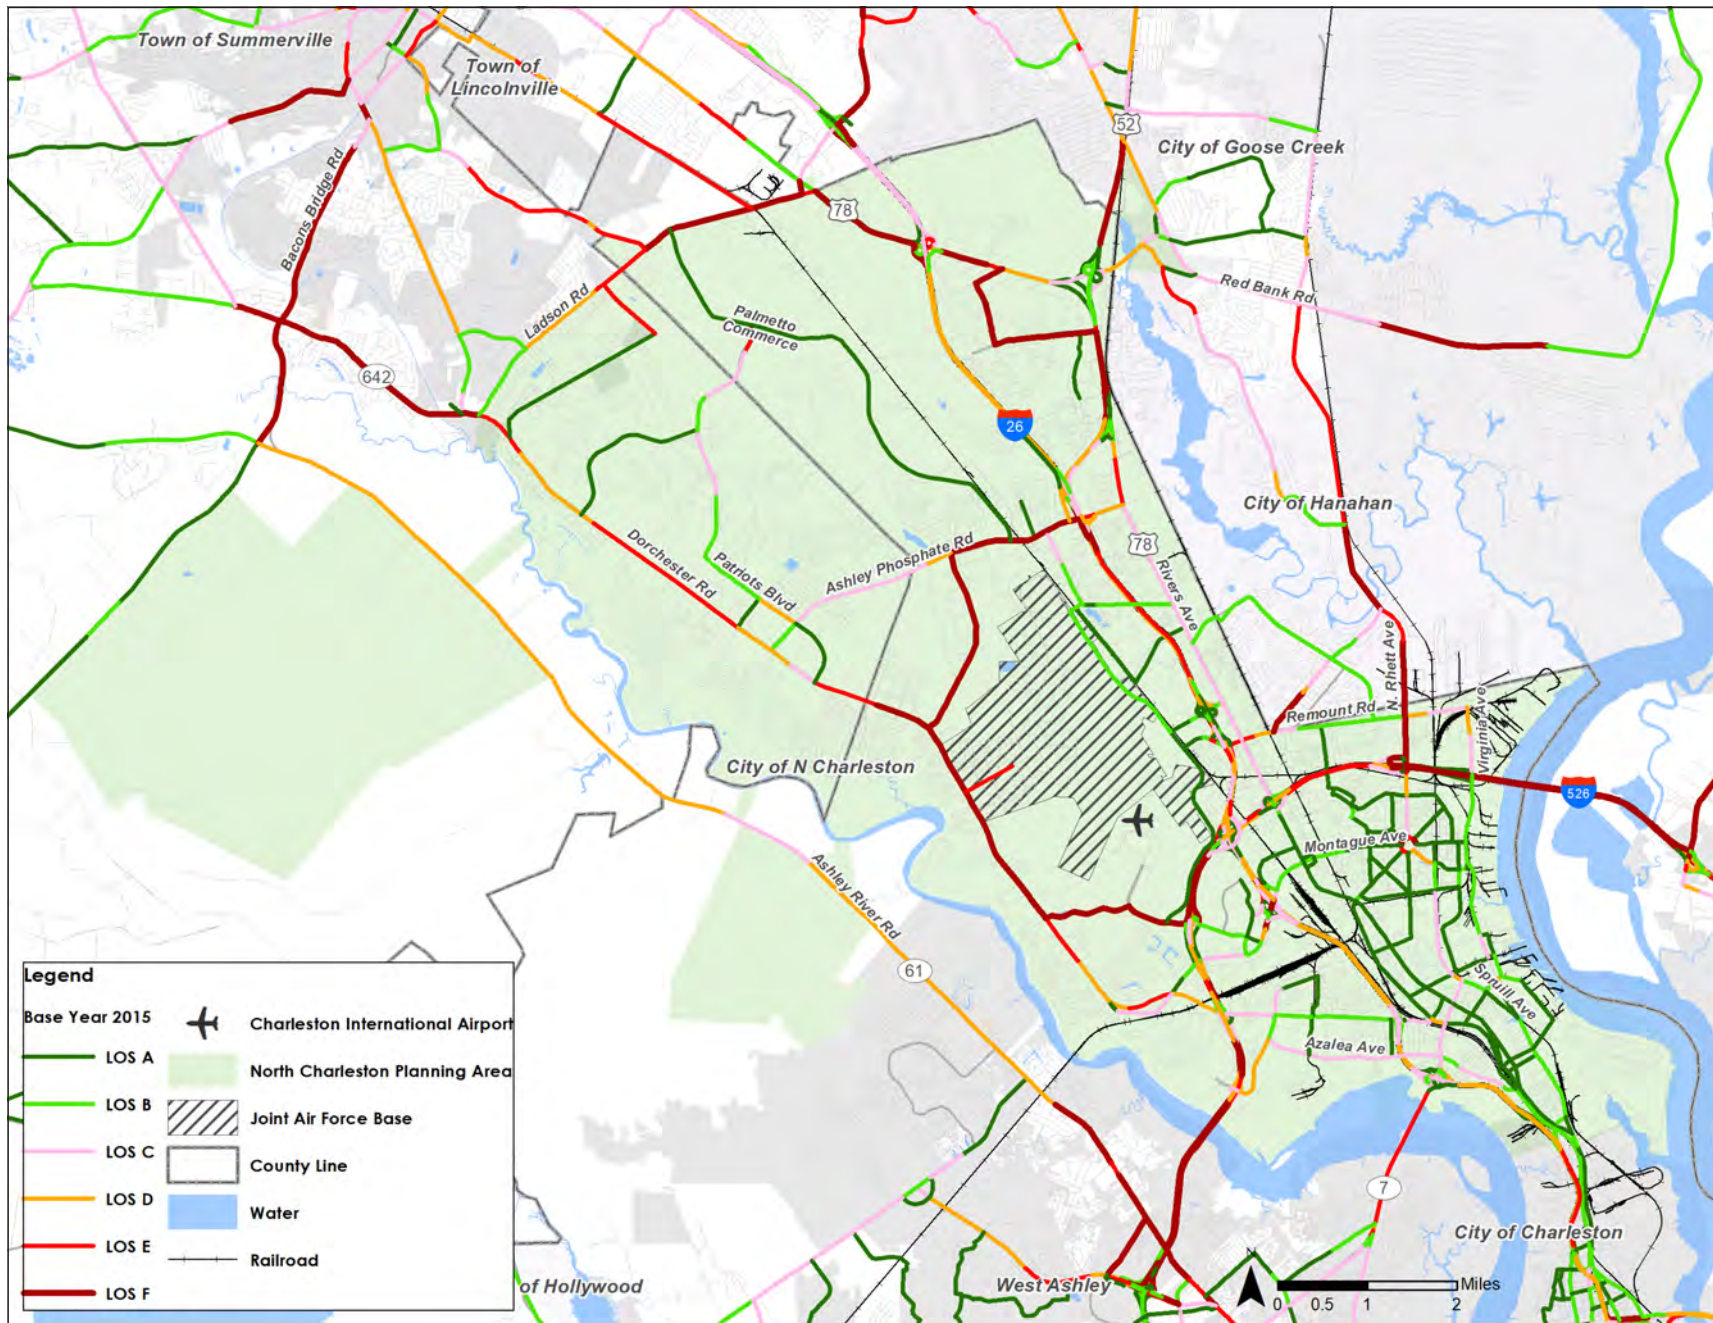 Town of Summerville
Town of
Lincolnville
52
City of Goose Creek
Bacons Bridge Rd
78
Ladson Rd
Palmetto
Commerce
Red Bank Rd
642
26
City of Hanahan
Dorchester Rd
Patriots Blvd
Ashley Phosphate Rd
78
Rivers Ave
N. Rhett Ave
Remount Rd
Virginia Ave
City of N Charleston
526
Montague Ave
Ashley River Rd
61
Spruill Ave
Azalea Ave
7
City of Charleston
West Ashley
of Hollywood
N
Miles
0 0.5 1 2
Legend
Base Year 2015
LOS A
LOS B
LOS C
LOS D
LOS E
LOS F
Charleston International Airport
North Charleston Planning Area
Joint Air Force Base
County Line
Water
Railroad